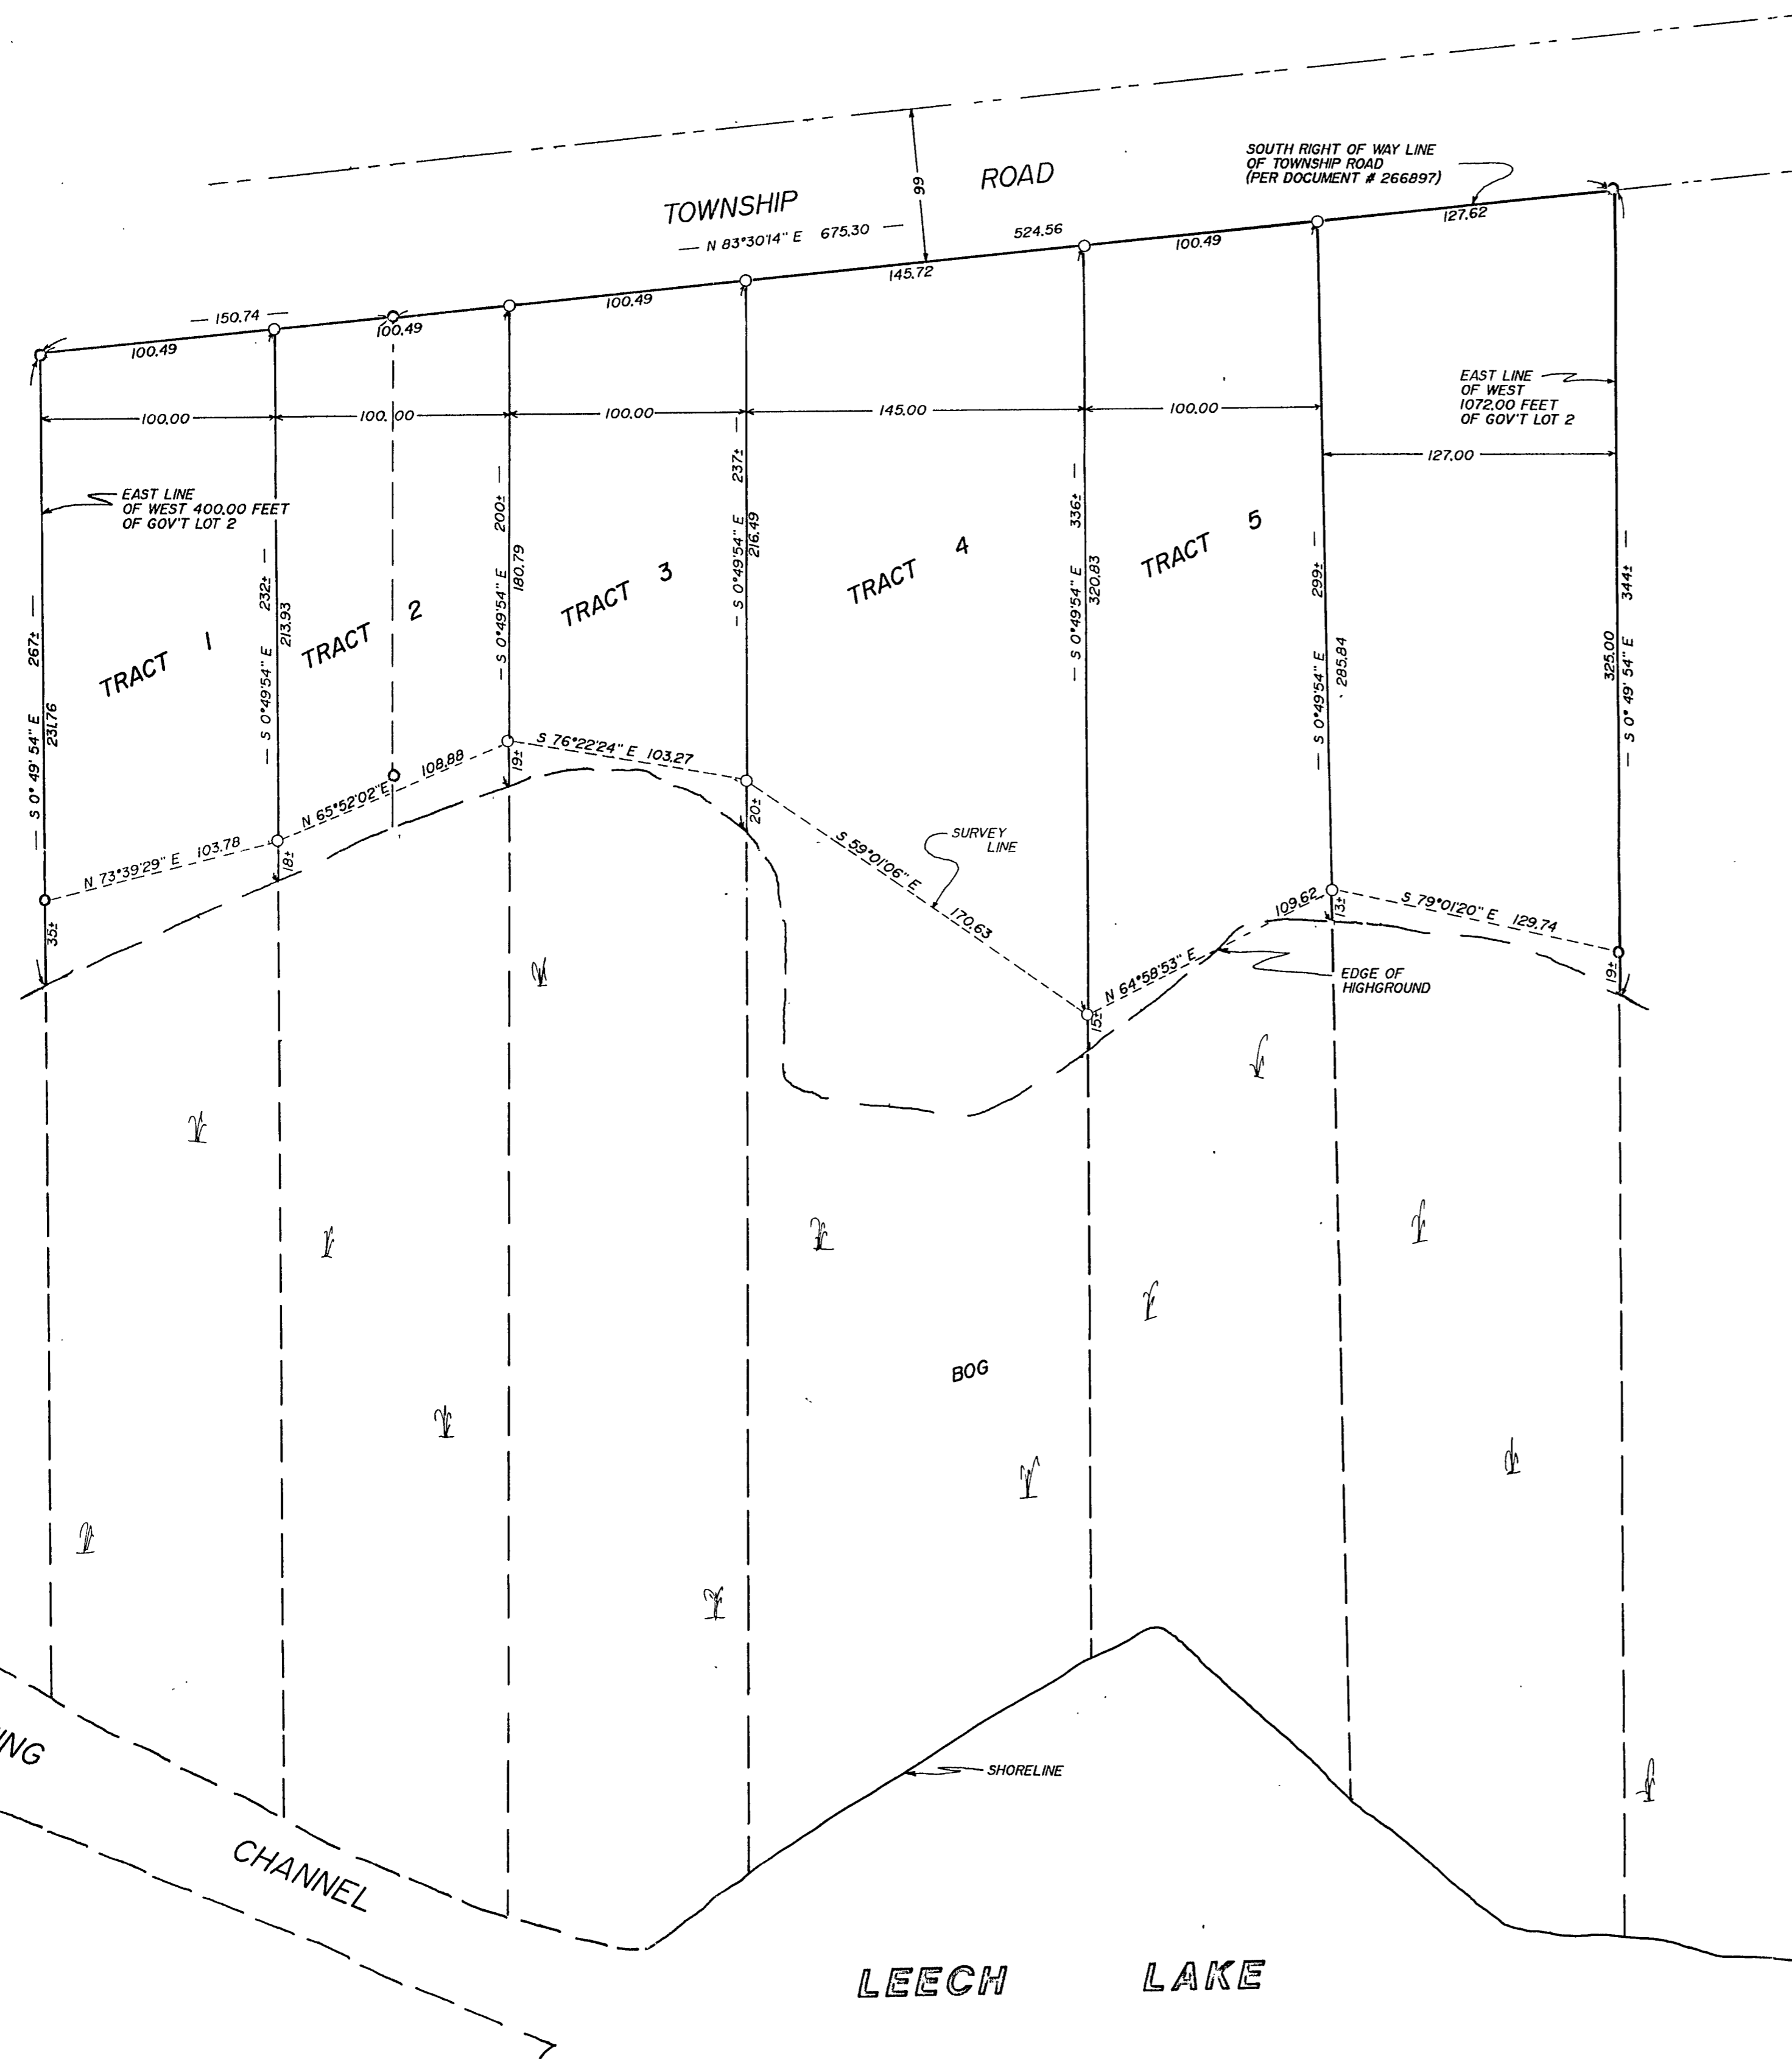 SOUTH RIGHT OF WAY LINE
OF TOWNSHIP ROAD
(PER DOCUMENT # 266897)
TOWNSHIP ROAD
66
— N 83°30'14" E 675.30 —
524.56
127.62
100.49
145.72
100.49
— 150.74 —
100.49
100.49
100.00
100.00
100.00
145.00
100.00
127.00
EAST LINE
OF WEST
1072.00 FEET
OF GOV'T LOT 2
EAST LINE
OF WEST 400.00 FEET
OF GOV'T LOT 2
TRACT 1
TRACT 2
TRACT 3
TRACT 4
TRACT 5
— S 0° 49' 54" E 267± —
231.76
— S 0°49'54" E 232± —
213.93
— S 0°49'54" E 200± —
180.79
— S 0°49'54" E 237± —
216.49
— S 0°49'54" E 336± —
320.83
— S 0°49'54" E 299± —
285.84
325.00
— S 0° 49' 54" E 344± —
N 73°39'29" E 103.78
N 65°52'02" E 108.88
S 76°22'24" E 103.27
S 59°01'06" E 170.63
N 64°58'53" E 109.62
S 79°01'20" E 129.74
35±
18±
19±
20±
15±
13±
19±
SURVEY
LINE
EDGE OF
HIGHGROUND
BOG
SHORELINE
CHANNEL
LEECH LAKE